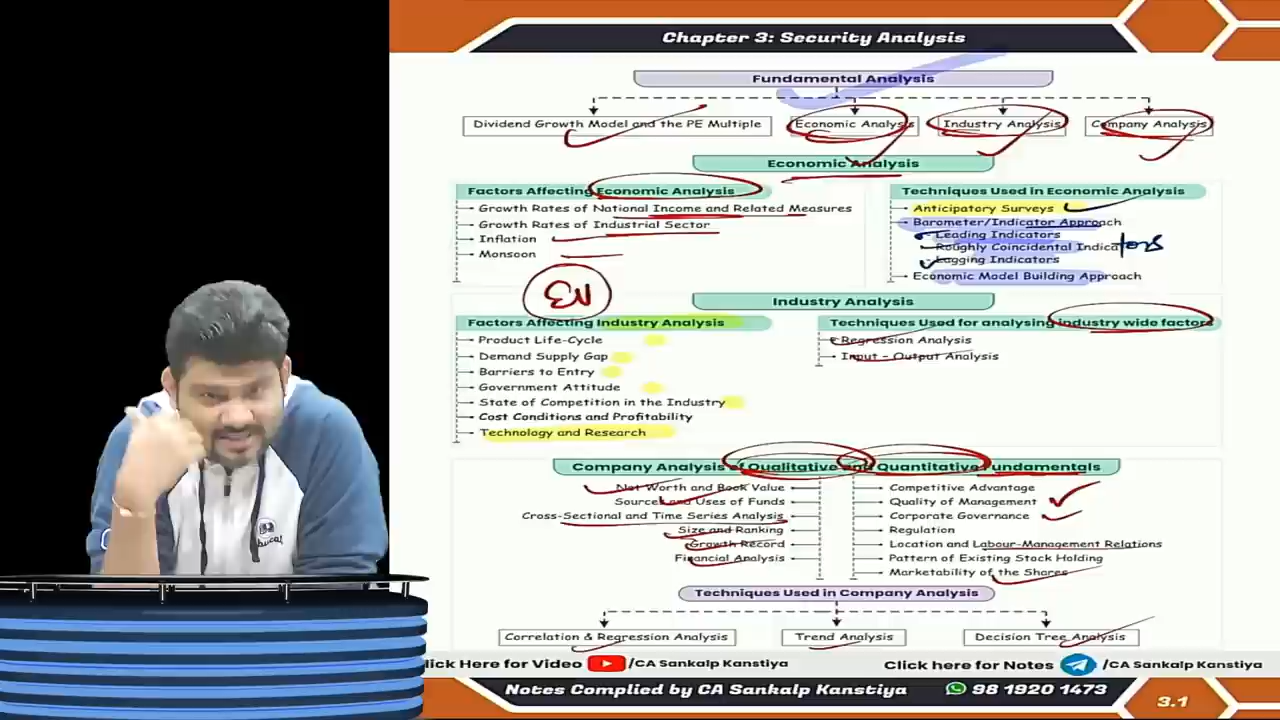 Chapter 3: Security Analysis
Fundamental Analysis
Dividend Growth Model and the PE Multiple
Economic Analysis
Industry Analysis
Company Analysis
Economic Analysis
Factors Affecting Economic Analysis
Growth Rates of National Income and Related Measures
Growth Rates of Industrial Sector
Inflation
Monsoon
Techniques Used in Economic Analysis
Anticipatory Surveys
Barometer/Indicator Approach
Leading Indicators
Roughly Coincidental Indicators
Lagging Indicators
Economic Model Building Approach
Industry Analysis
Factors Affecting Industry Analysis
Product Life-Cycle
Demand Supply Gap
Barriers to Entry
Government Attitude
State of Competition in the Industry
Cost Conditions and Profitability
Technology and Research
Techniques Used for analysing industry wide factors
Regression Analysis
Input - Output Analysis
Company Analysis of Qualitative and Quantitative Fundamentals
Net Worth and Book Value
Sources and Uses of Funds
Cross-Sectional and Time Series Analysis
Size and Ranking
Growth Record
Financial Analysis
Competitive Advantage
Quality of Management
Corporate Governance
Regulation
Location and Labour-Management Relations
Pattern of Existing Stock Holding
Marketability of the Shares
Techniques Used in Company Analysis
Correlation & Regression Analysis
Trend Analysis
Decision Tree Analysis
lick Here for Video /CA Sankalp Kanstiya
Click here for Notes /CA Sankalp Kanstiya
Notes Compiled by CA Sankalp Kanstiya 98 1920 1473
3.1